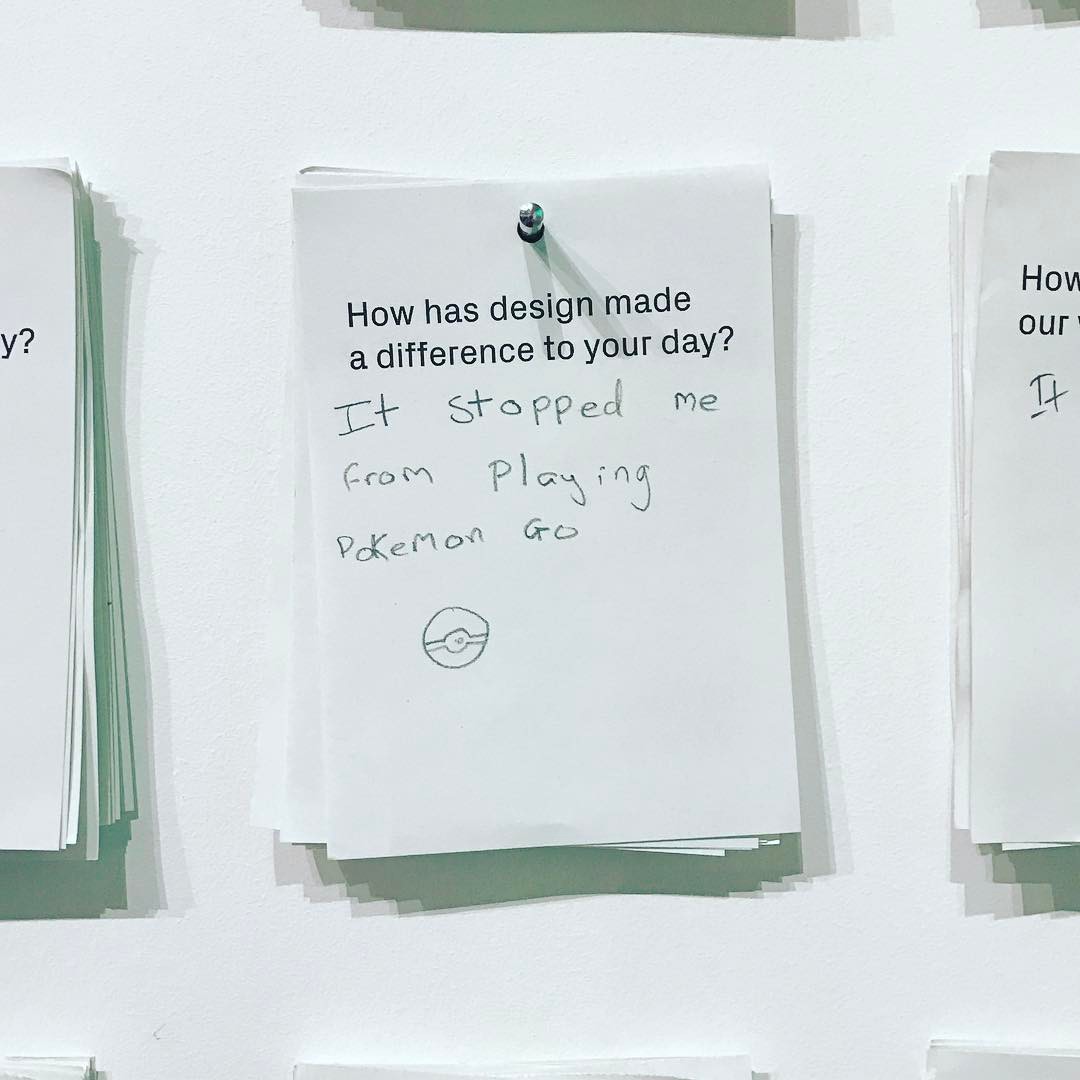 y?
How has design made
a difference to your day?
It stopped me
from playing
Pokemon Go
How
our
It